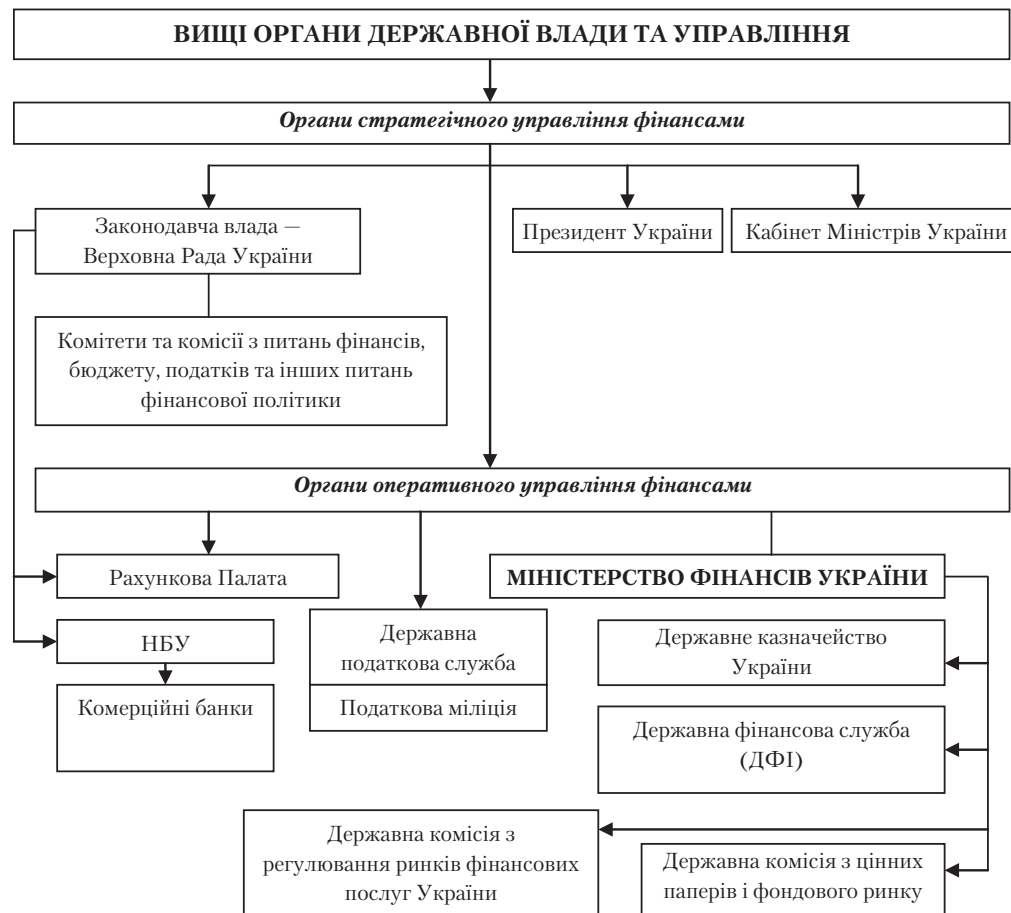 ВИЩІ ОРГАНИ ДЕРЖАВНОЇ ВЛАДИ ТА УПРАВЛІННЯ
Органи стратегічного управління фінансами
Законодавча влада –
Верховна Рада України
Президент України
Кабінет Міністрів України
Комітети та комісії з питань фінансів,
бюджету, податків та інших питань
фінансової політики
Органи оперативного управління фінансами
Рахункова Палата
МІНІСТЕРСТВО ФІНАНСІВ УКРАЇНИ
НБУ
Комерційні банки
Державна
податкова служба
Податкова міліція
Державне казначейство
України
Державна фінансова служба
(ДФІ)
Державна комісія з
регулювання ринків фінансових
послуг України
Державна комісія з цінних
паперів і фондового ринку